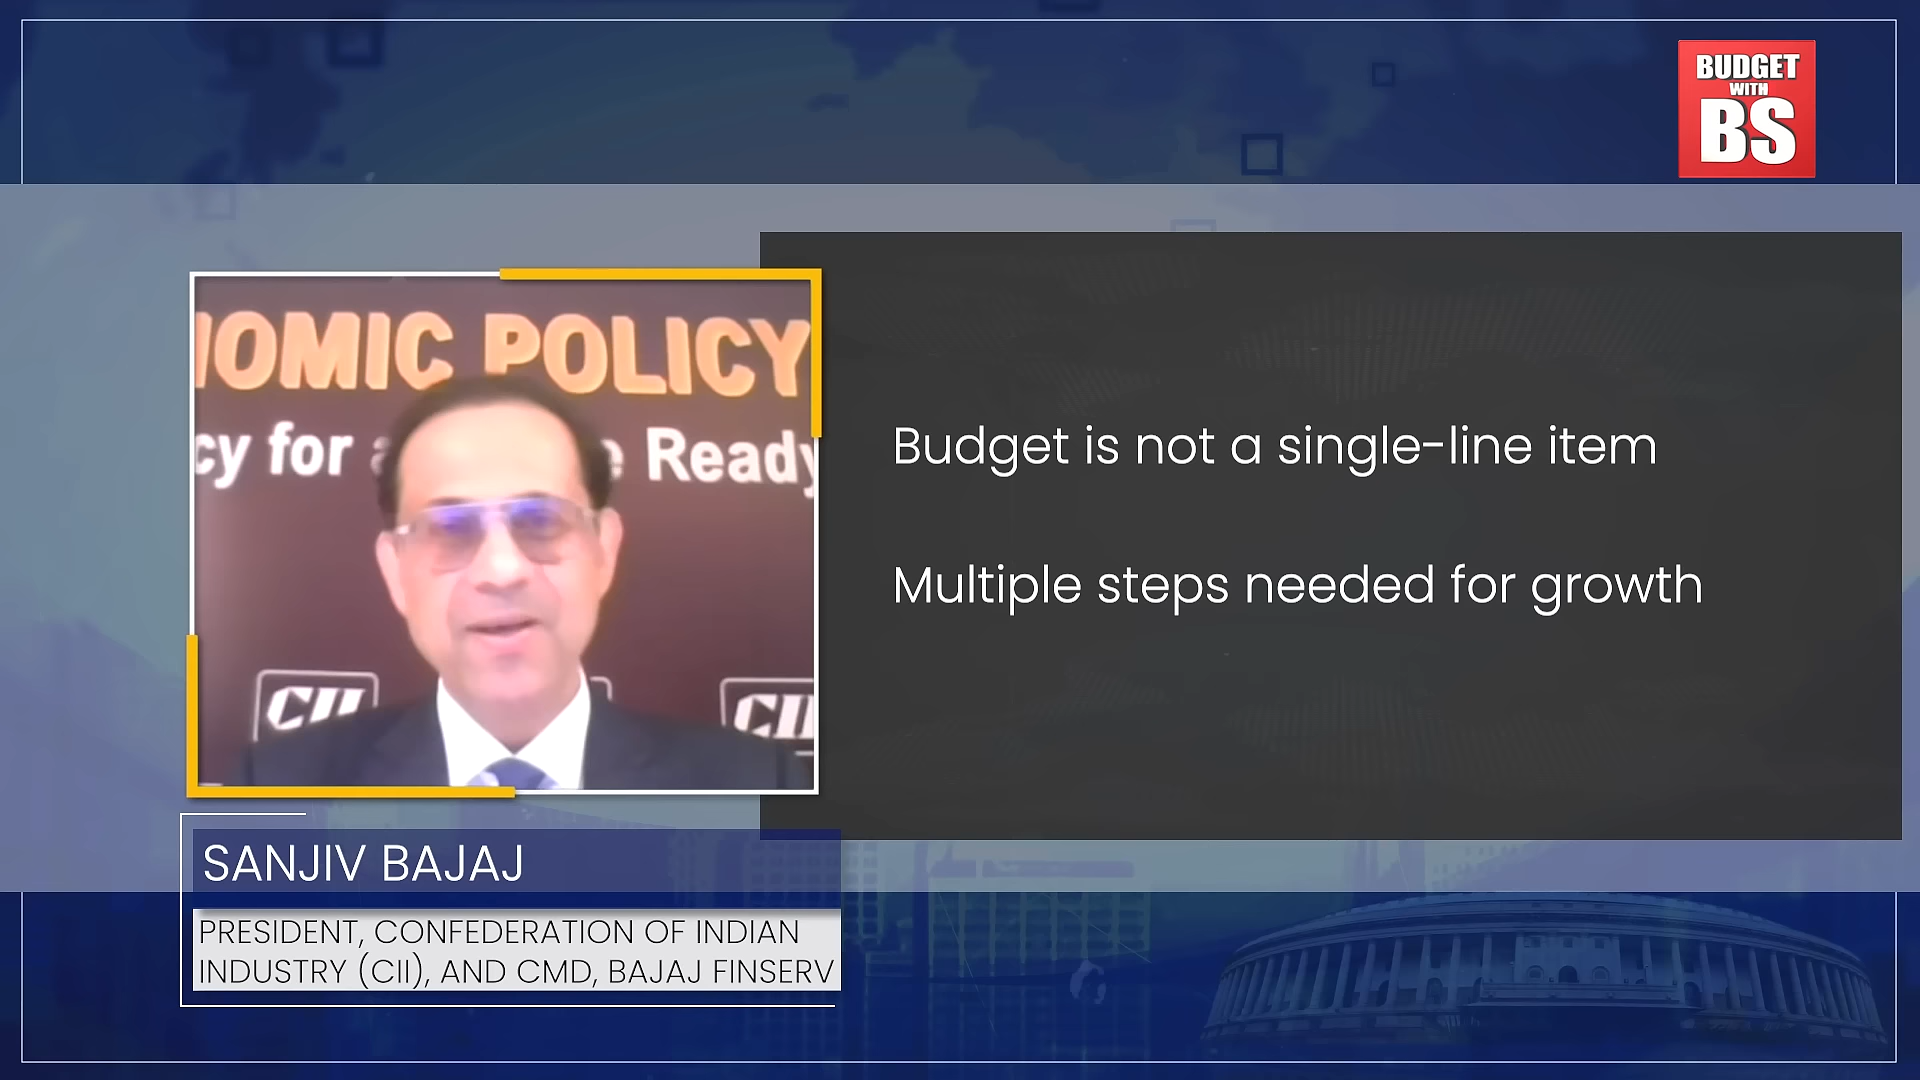 BUDGET
WITH
BS
NOMIC POLICY
cy for a e Ready
CII
CII
Budget is not a single-line item
Multiple steps needed for growth
SANJIV BAJAJ
PRESIDENT, CONFEDERATION OF INDIAN
INDUSTRY (CII), AND CMD, BAJAJ FINSERV